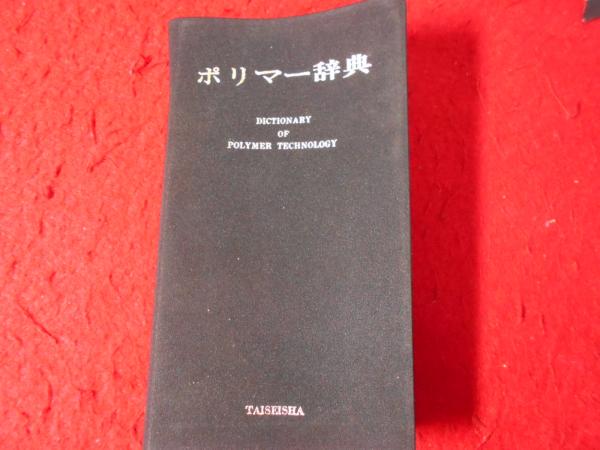 ポリマー辞典
DICTIONARY
OF
POLYMER TECHNOLOGY
TAISEISHA